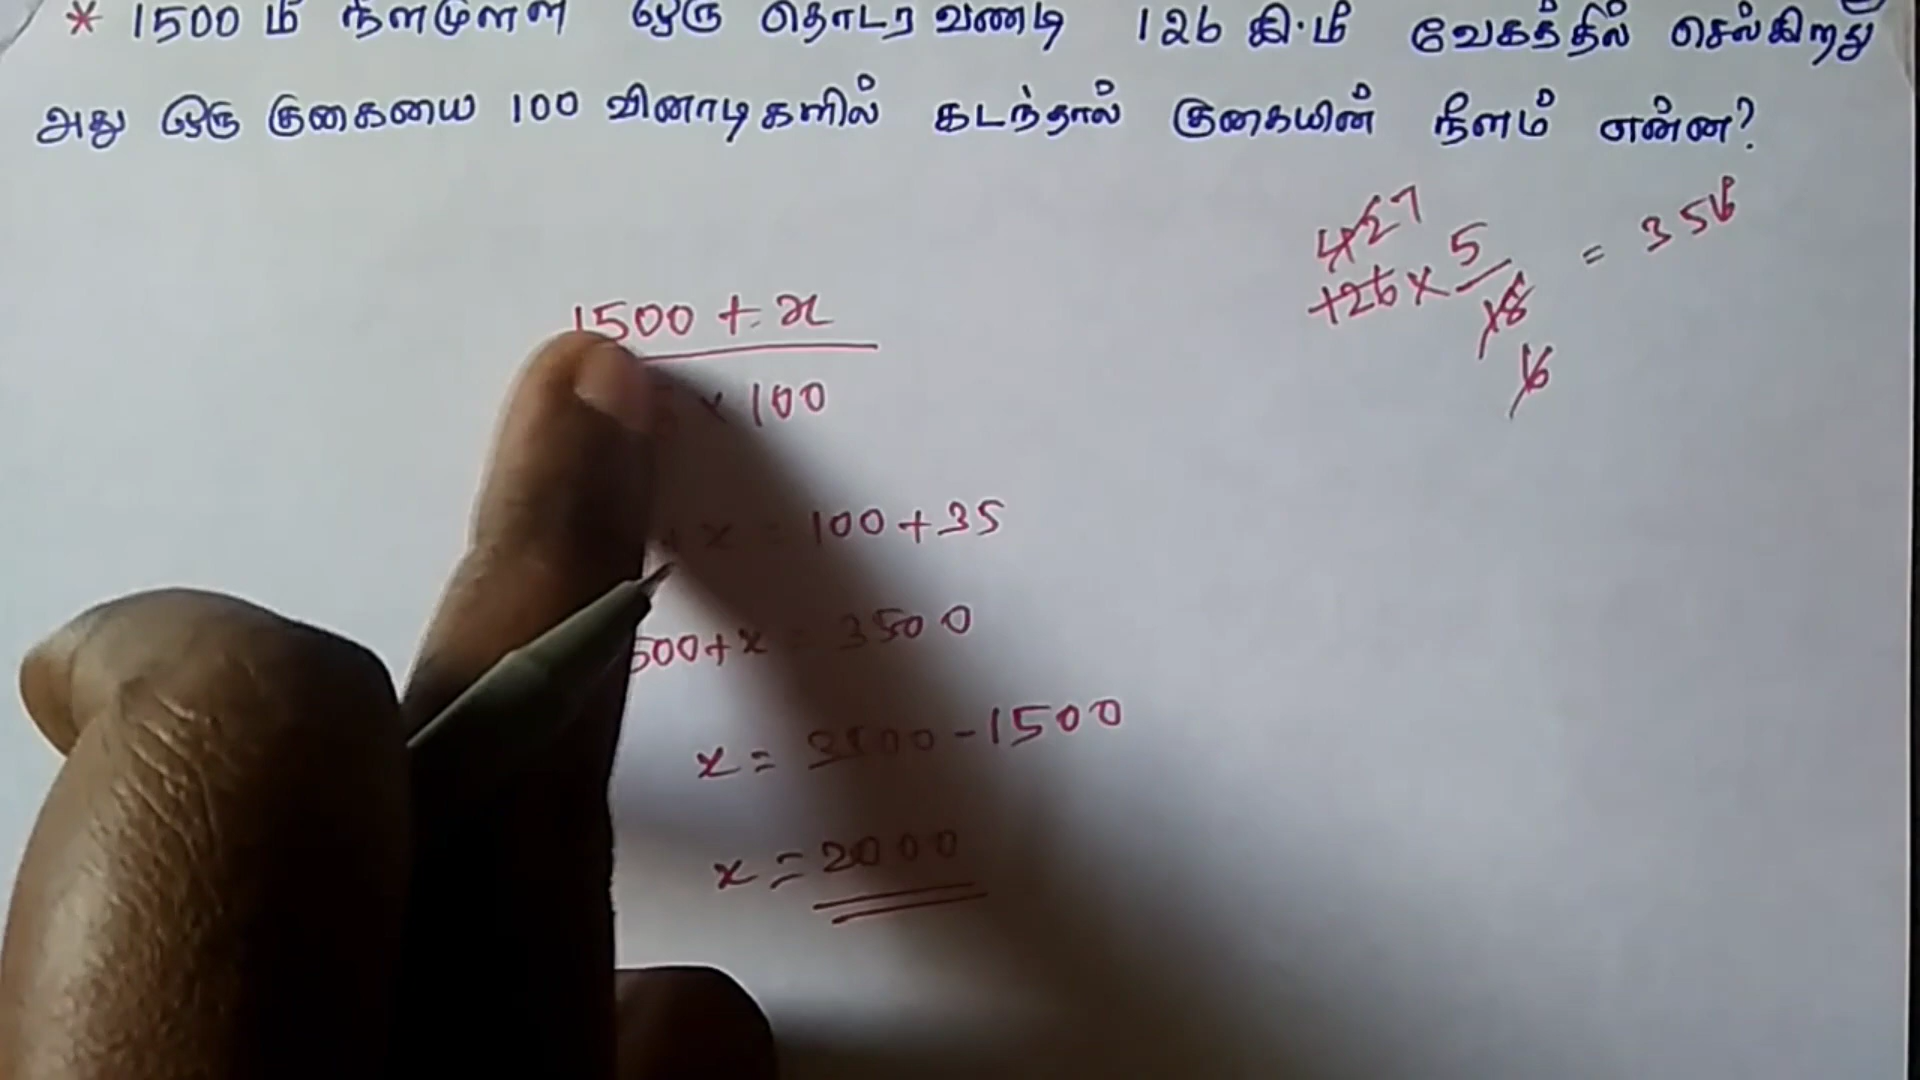 * 1500 மீ நீளமுள்ள ஒரு தொடர் வண்டி 126 கி.மீ வேகத்தில் செல்கிறது
அது ஒரு குகையை 100 வினாடிகளில் கடந்தால் குகையின் நீளம் என்ன?
427
126 × 5/18 = 35
6
1500 + x
× 100
x = 100 + 35
500 + x = 3500
x = 3500 - 1500
x = 2000